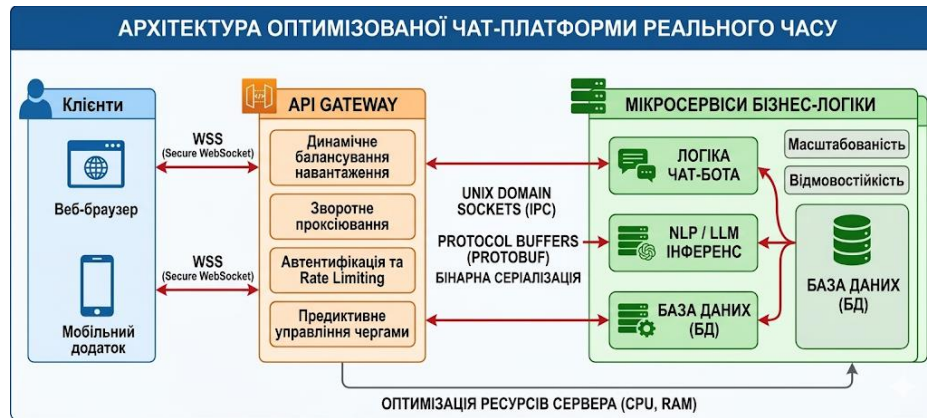 АРХІТЕКТУРА ОПТИМІЗОВАНОЇ ЧАТ-ПЛАТФОРМИ РЕАЛЬНОГО ЧАСУ
Клієнти
Веб-браузер
Мобільний
додаток
WSS
(Secure WebSocket)
WSS
(Secure WebSocket)
API GATEWAY
Динамічне
балансування
навантаження
Зворотне
проксіювання
Автентифікація та
Rate Limiting
Предиктивне
управління чергами
UNIX DOMAIN
SOCKETS (IPC)
PROTOCOL BUFFERS
(PROTOBUF)
БІНАРНА СЕРІАЛІЗАЦІЯ
МІКРОСЕРВІСИ БІЗНЕС-ЛОГІКИ
ЛОГІКА
ЧАТ-БОТА
NLP / LLM
ІНФЕРЕНС
БАЗА ДАНИХ
(БД)
Масштабованість
Відмовостійкість
БАЗА ДАНИХ
(БД)
ОПТИМІЗАЦІЯ РЕСУРСІВ СЕРВЕРА (CPU, RAM)